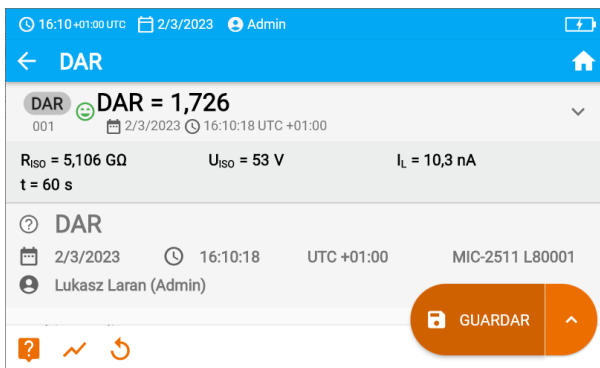 16:10 +01:00 UTC 2/3/2023 Admin
DAR
DAR DAR = 1,726
001 2/3/2023 16:10:18 UTC +01:00
RISO = 5,106 GΩ UISO = 53 V IL = 10,3 nA
t = 60 s
DAR
2/3/2023 16:10:18 UTC +01:00 MIC-2511 L80001
Lukasz Laran (Admin)
GUARDAR